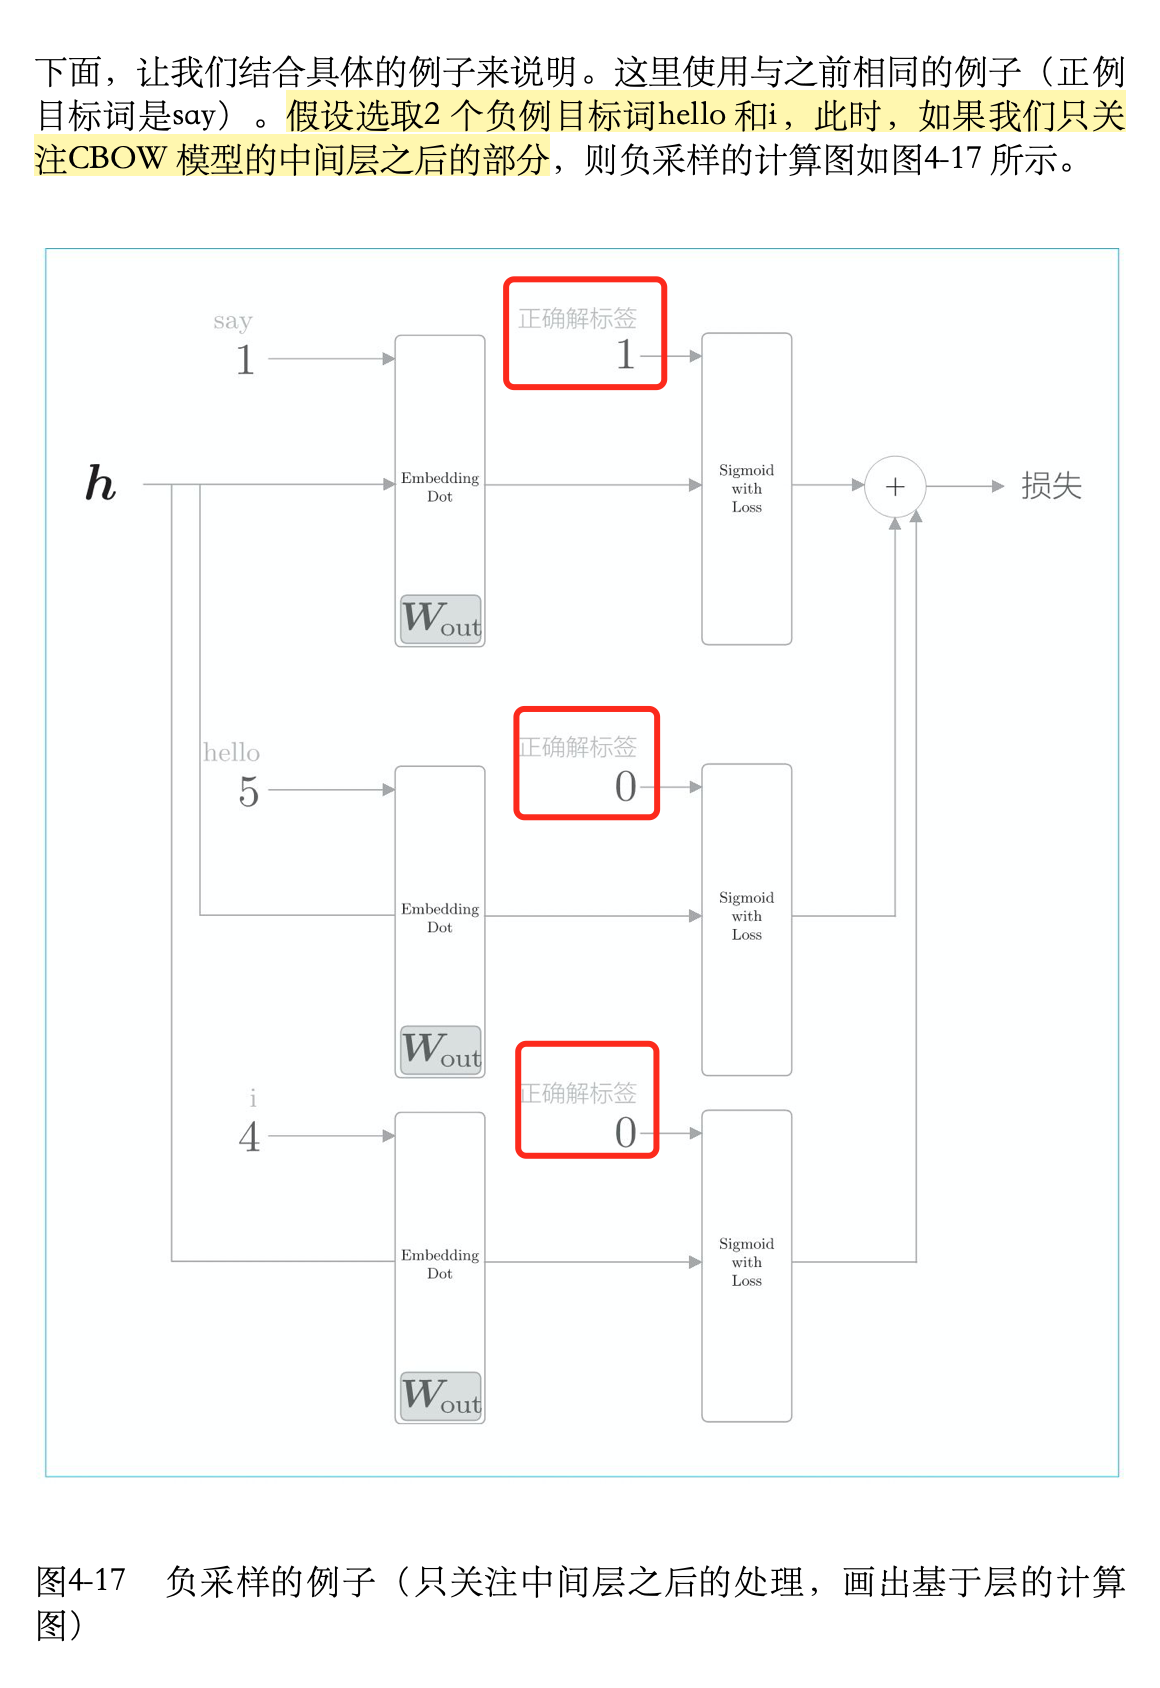 下面，让我们结合具体的例子来说明。这里使用与之前相同的例子（正例
目标词是say）。假设选取2 个负例目标词hello 和i，此时，如果我们只关
注CBOW 模型的中间层之后的部分，则负采样的计算图如图4-17 所示。
say
1
正确解标签
1
h
Embedding
Dot
Sigmoid
with
Loss
+
损失
Wout
hello
5
正确解标签
0
Embedding
Dot
Sigmoid
with
Loss
Wout
i
4
正确解标签
0
Embedding
Dot
Sigmoid
with
Loss
Wout
图4-17 负采样的例子（只关注中间层之后的处理，画出基于层的计算
图）